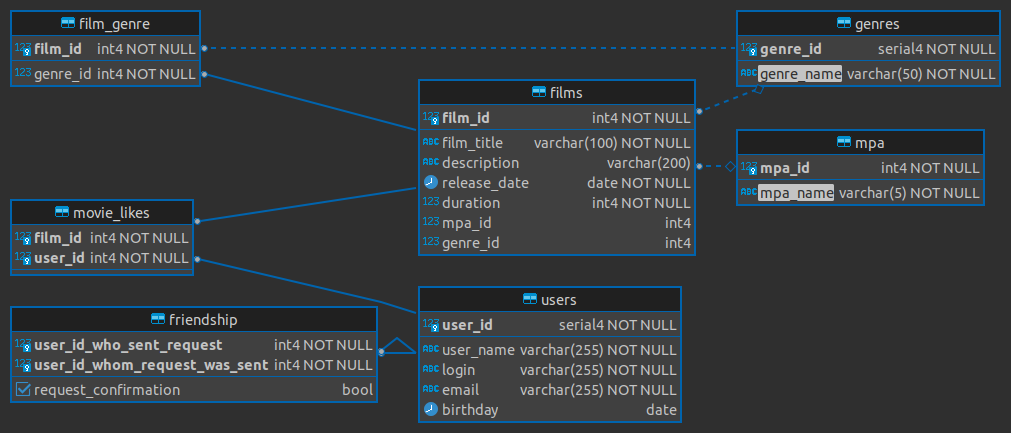 film_genre
123 film_id int4 NOT NULL
123 genre_id int4 NOT NULL
genres
123 genre_id serial4 NOT NULL
ABC genre_name varchar(50) NOT NULL
films
123 film_id int4 NOT NULL
ABC film_title varchar(100) NOT NULL
ABC description varchar(200)
release_date date NOT NULL
123 duration int4 NOT NULL
123 mpa_id int4
123 genre_id int4
mpa
123 mpa_id int4 NOT NULL
ABC mpa_name varchar(5) NOT NULL
movie_likes
123 film_id int4 NOT NULL
123 user_id int4 NOT NULL
friendship
123 user_id_who_sent_request int4 NOT NULL
123 user_id_whom_request_was_sent int4 NOT NULL
request_confirmation bool
users
123 user_id serial4 NOT NULL
ABC user_name varchar(255) NOT NULL
ABC login varchar(255) NOT NULL
ABC email varchar(255) NOT NULL
birthday date